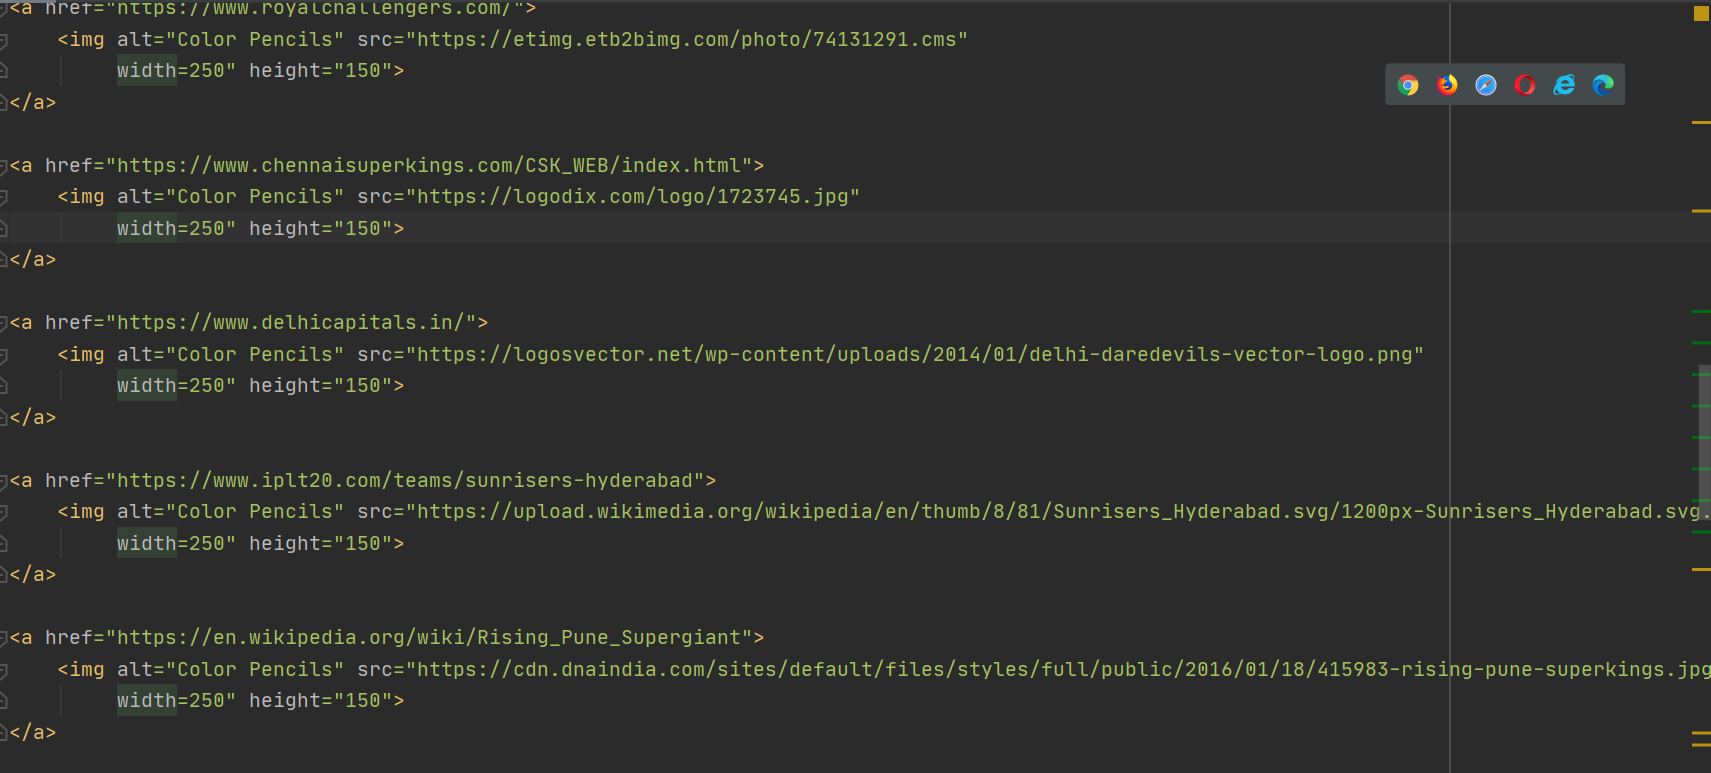 <a href="https://www.royalchallengers.com/">
<img alt="Color Pencils" src="https://etimg.etb2bimg.com/photo/74131291.cms"
width=250" height="150">
</a>
<a href="https://www.chennaisuperkings.com/CSK_WEB/index.html">
<img alt="Color Pencils" src="https://logodix.com/logo/1723745.jpg"
width=250" height="150">
</a>
<a href="https://www.delhicapitals.in/">
<img alt="Color Pencils" src="https://logosvector.net/wp-content/uploads/2014/01/delhi-daredevils-vector-logo.png"
width=250" height="150">
</a>
<a href="https://www.iplt20.com/teams/sunrisers-hyderabad">
<img alt="Color Pencils" src="https://upload.wikimedia.org/wikipedia/en/thumb/8/81/Sunrisers_Hyderabad.svg/1200px-Sunrisers_Hyderabad.svg.
width=250" height="150">
</a>
<a href="https://en.wikipedia.org/wiki/Rising_Pune_Supergiant">
<img alt="Color Pencils" src="https://cdn.dnaindia.com/sites/default/files/styles/full/public/2016/01/18/415983-rising-pune-superkings.jpg
width=250" height="150">
</a>